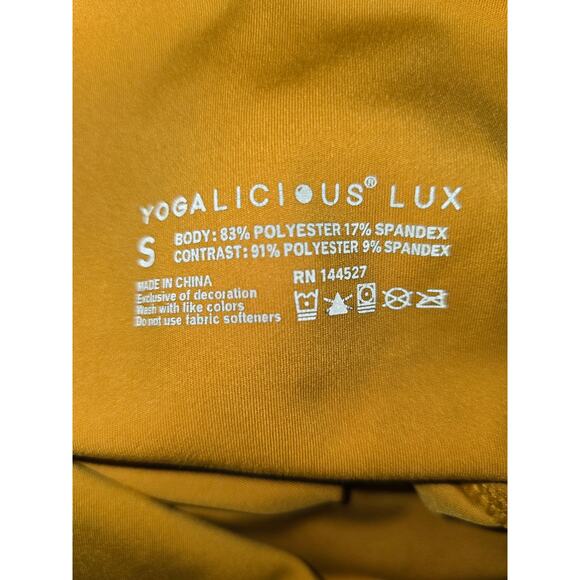 YOGALICIOUS® LUX
S
BODY: 83% POLYESTER 17% SPANDEX
CONTRAST: 91% POLYESTER 9% SPANDEX
MADE IN CHINA
Exclusive of decoration
Wash with like colors
Do not use fabric softeners
RN 144527